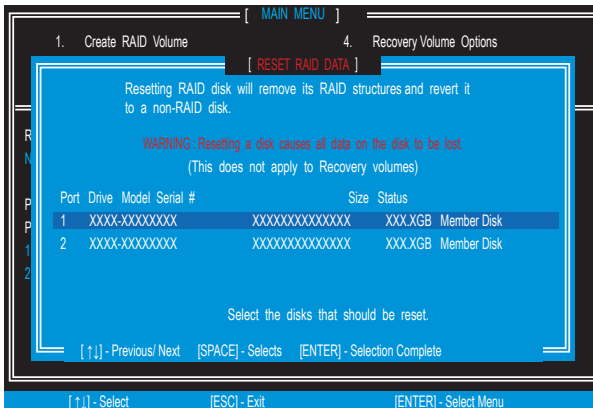 [ MAIN MENU ]
1. Create RAID Volume 4. Recovery Volume Options
[ RESET RAID DATA ]
Resetting RAID disk will remove its RAID structures and revert it
to a non-RAID disk.
WARNING : Resetting a disk causes all data on the disk to be lost.
(This does not apply to Recovery volumes)
R
N
P
P
1
2
Port Drive Model Serial # Size Status
1 XXXX-XXXXXXXX XXXXXXXXXXXXXX XXX.XGB Member Disk
2 XXXX-XXXXXXXX XXXXXXXXXXXXXX XXX.XGB Member Disk
Select the disks that should be reset.
[ ↑↓] - Previous/ Next [SPACE] - Selects [ENTER] - Selection Complete
[ ↑↓] - Select [ESC] - Exit [ENTER] - Select Menu